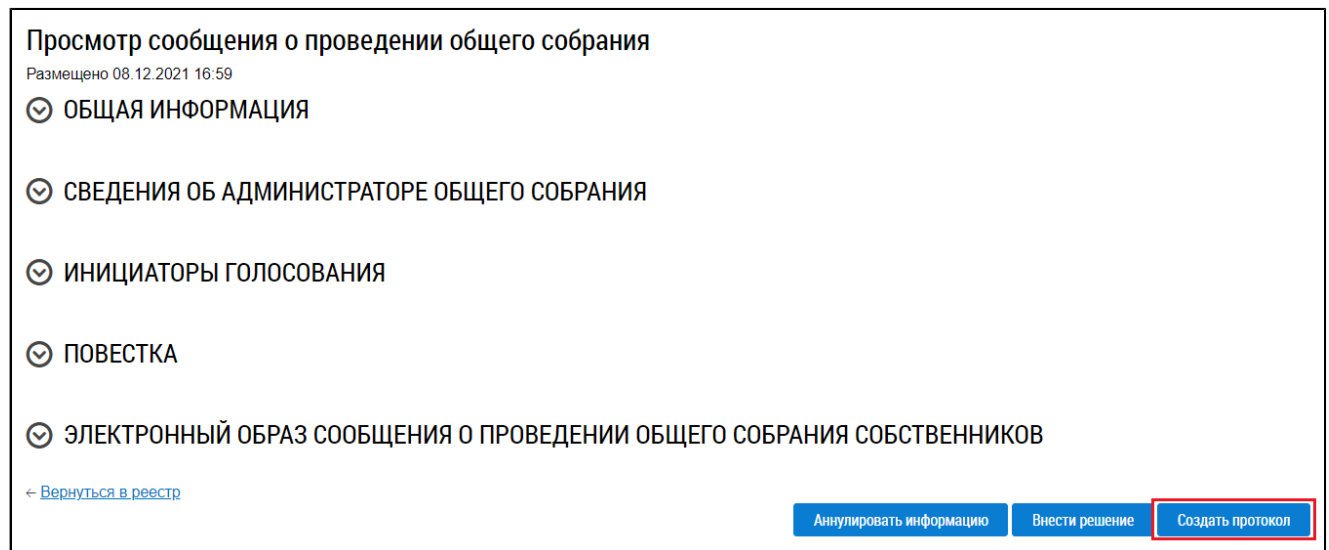 Просмотр сообщения о проведении общего собрания
Размещено 08.12.2021 16:59
ОБЩАЯ ИНФОРМАЦИЯ
СВЕДЕНИЯ ОБ АДМИНИСТРАТОРЕ ОБЩЕГО СОБРАНИЯ
ИНИЦИАТОРЫ ГОЛОСОВАНИЯ
ПОВЕСТКА
ЭЛЕКТРОННЫЙ ОБРАЗ СООБЩЕНИЯ О ПРОВЕДЕНИИ ОБЩЕГО СОБРАНИЯ СОБСТВЕННИКОВ
← Вернуться в реестр
Аннулировать информацию Внести решение Создать протокол